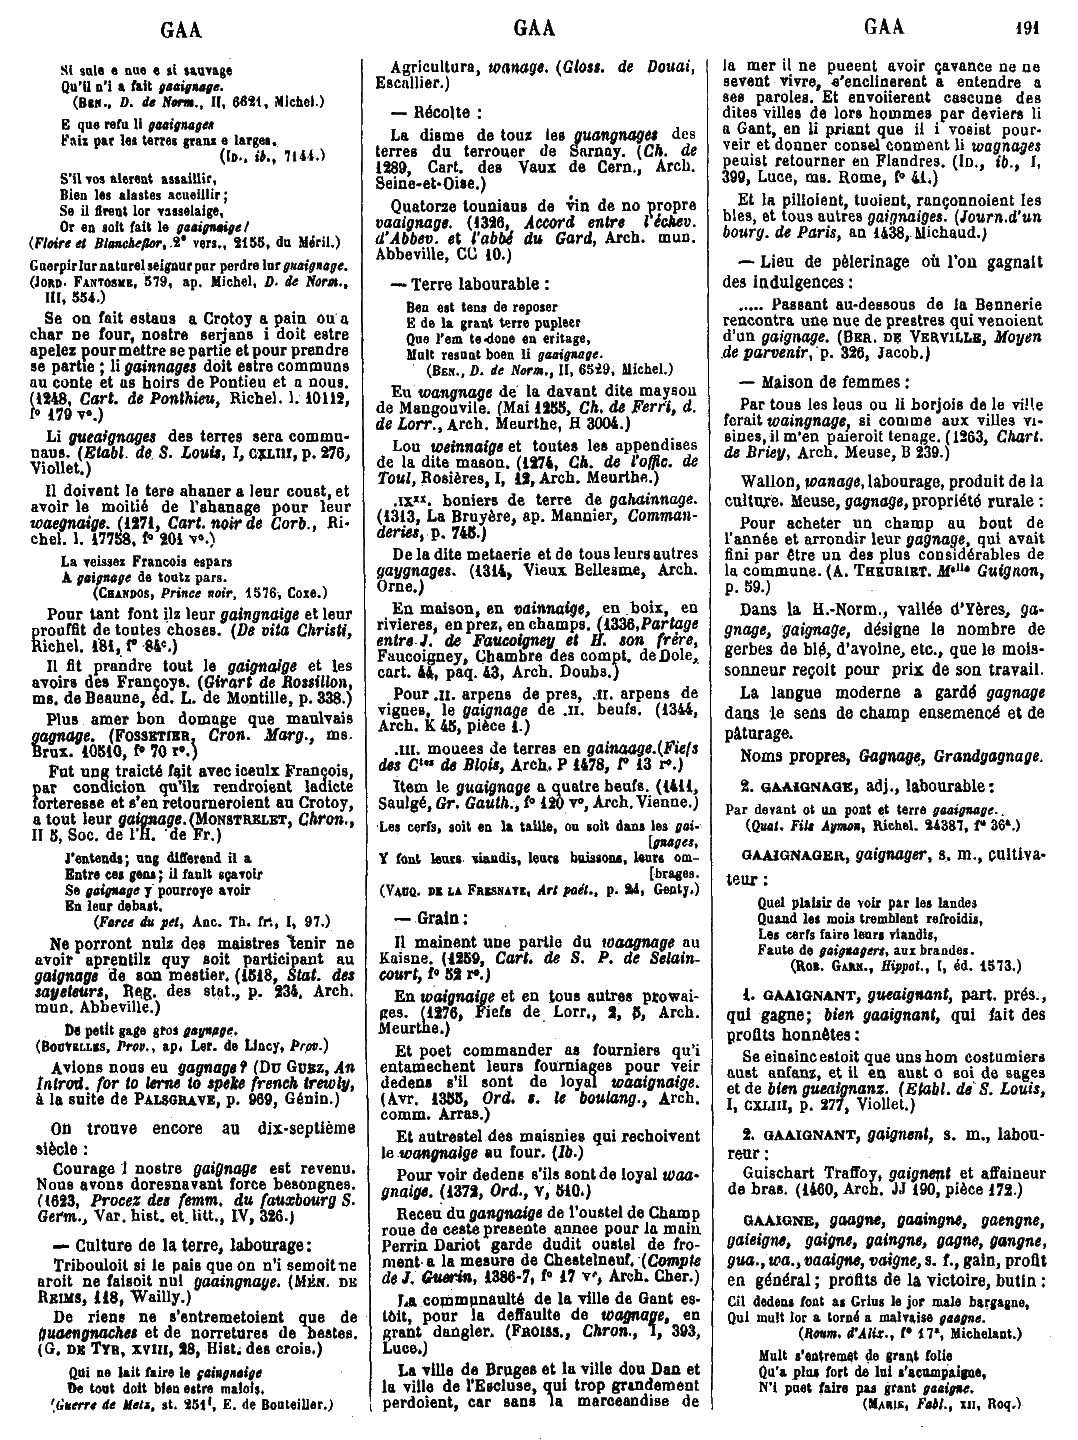 GAA
GAA
GAA 191
Si sule e nue e si sauvage
Qu'il n'i a fait gaaignage.
(BEN., D. de Norm., II, 6621, Michel.)
E que refu li gaaignages
Faiz par les terres granz e larges.
(ID., ib., 7144.)
S'il vos alerent assaillir,
Bien les alastes acueillir;
Se il firent lor vasselaige,
Or en soit fait le gaaignaige!
(Floire et Blancheflor, 2e vers., 2155, du Méril.)
Guerpir lur naturel seignur pur perdre lur guaignage.
(JORD. FANTOSME, 579, ap. Michel, D. de Norm.,
III, 554.)
Se on fait estaus a Crotoy a pain ou a
char ne four, nostre serjans i doit estre
apelez pour mettre se partie et pour prendre
se partie; li gainnages doit estre communs
au conte et as hoirs de Pontieu et a nous.
(1248, Cart. de Ponthieu, Richel. l. 10112,
fo 179 vo.)
Li gueaignages des terres sera commu-
naus. (Etabl. de S. Louis, I, CXLIII, p. 276,
Viollet.)
Il doivent le tere ahaner a leur coust, et
avoir le moitié de l'ahanage pour leur
waegnaige. (1271, Cart. noir de Corb., Ri-
chel. l. 17758, fo 201 vo.)
La veissez Francois espars
A gaignage de toutz pars.
(CHANDOS, Prince noir, 1576, Coxe.)
Pour tant font ilz leur gaingnaige et leur
prouffit de toutes choses. (De vita Christi,
Richel. 181, fo 84c.)
Il fit prandre tout le gaignaige et les
avoirs des Françoys. (Girart de Rossillon,
ms. de Beaune, éd. L. de Montille, p. 338.)
Plus amer bon domage que maulvais
gagnage. (FOSSETIER, Cron. Marg., ms.
Brux. 10510, fo 70 ro.)
Fut ung traicté fait avec iceulx François,
par condicion qu'ilz rendroient ladicte
forteresse et s'en retourneroient au Crotoy,
a tout leur gaignage. (MONSTRELET, Chron.,
II 5, Soc. de l'H. de Fr.)
J'entends; ung differend il a
Entre ces gens; il fault sçavoir
Se gaignage y pourroye avoir
En leur debast.
(Farce du pet, Anc. Th. fr., I, 97.)
Ne porront nulz des maistres tenir ne
avoir aprentilz quy soit participant au
gaignage de son mestier. (1518, Stat. des
sayeteurs, Reg. des stat., p. 234, Arch.
mun. Abbeville.)
De petit gage gros gaynage.
(BOUVELLES, Prov., ap. Ler. de Lincy, Prov.)
Avions nous eu gagnage? (DU GUEZ, An
Introd. for to lerne to speke french trewly,
à la suite de PALSGRAVE, p. 969, Génin.)
On trouve encore au dix-septième
siècle :
Courage! nostre gaignage est revenu.
Nous avons doresnavant force besongnes.
(1623, Procez des femm. du fauxbourg S.
Germ., Var. hist. et litt., IV, 326.)
— Culture de la terre, labourage :
Tribouloit si le pais que on n'i semoit ne
aroit ne faisoit nul gaaingnaye. (MÉN. DE
REIMS, 118, Wailly.)
De riens ne s'entremetoient que de
guaengnaches et de norretures de bestes.
(G. DE TYR, XVIII, 28, Hist. des crois.)
Qui ne lait faire le gaingnaige
De tout doit bien estre malois.
(Guerre de Metz, st. 251f, E. de Bouteiller.)
Agricultura, wanage. (Gloss. de Douai,
Escallier.)
— Récolte :
La disme de touz les guangnages des
terres du terrouer de Sarnay. (Ch. de
1289, Cart. des Vaux de Cern., Arch.
Seine-et-Oise.)
Quatorze touniaus de vin de no propre
vaaignage. (1326, Accord entre l'échev.
d'Abbev. et l'abbé du Gard, Arch. mun.
Abbeville, CC 10.)
— Terre labourable :
Ben est tens de reposer
E de la grant terre pupleer
Que l'em te done en eritage,
Mult resunt boen li gaaignage.
(BEN., D. de Norm., II, 6529, Michel.)
Eu wangnage de la davant dite mayson
de Mangouvile. (Mai 1255, Ch. de Ferri, d.
de Lorr., Arch. Meurthe, H 3004.)
Lou weinnaige et toutes les appendises
de la dite mason. (1274, Ch. de l'offic. de
Toul, Rosières, I, 12, Arch. Meurthe.)
.IXxx. boniers de terre de gahainnage.
(1313, La Bruyère, ap. Mannier, Comman-
deries, p. 745.)
De la dite metaerie et de tous leurs autres
gaygnages. (1314, Vieux Bellesme, Arch.
Orne.)
En maison, en vainnaige, en boix, en
rivieres, en prez, en champs. (1336, Partage
entre J. de Faucoigney et H. son frère,
Faucoigney, Chambre des compt. de Dole,
cart. 44, paq. 43, Arch. Doubs.)
Pour .II. arpens de pres, .II. arpens de
vignes, le gaignage de .II. beufs. (1344,
Arch. K 45, pièce 1.)
.III. mouees de terres en gainaage. (Fiefs
des Ctes de Blois, Arch. P 1478, fo 13 ro.)
Item le guaignage a quatre beufs. (1411,
Saulgé, Gr. Gauth., fo 120 vo, Arch. Vienne.)
Les cerfs, soit en la taille, ou soit dans les gai-
[gnages,
Y font leurs viandis, leurs buissons, leurs om-
[brages.
(VAUQ. DE LA FRESNAYE, Art poét., p. 24, Genty.)
— Grain :
Il mainent une partie du waagnage au
Kaisne. (1259, Cart. de S. P. de Selain-
court, fo 52 ro.)
En waignaige et en tous autres prowai-
ges. (1276, Fiefs de Lorr., 2, 5, Arch.
Meurthe.)
Et poet commander as fourniers qu'i
entamechent leurs fourniages pour veir
dedens s'il sont de loyal waaignaige.
(Avr. 1355, Ord. s. le boulang., Arch.
comm. Arras.)
Et autrestel des maisnies qui rechoivent
le wangnaige au four. (Ib.)
Pour voir dedens s'ils sont de loyal waa-
gnaige. (1372, Ord., V, 510.)
Receu du gangnaige de l'oustel de Champ
roue de ceste presente annee pour la main
Perrin Dariot garde dudit oustel de fro-
ment a la mesure de Chestelneuf. (Compte
de J. Guerin, 1386-7, fo 17 vo, Arch. Cher.)
La communaulté de la ville de Gant es-
toit, pour la deffaulte de wagnage, en
grant dangier. (FROISS., Chron., I, 393,
Luce.)
La ville de Bruges et la ville dou Dan et
la ville de l'Escluse, qui trop grandement
perdoient, car sans la marceandise de
la mer il ne pueent avoir çavance ne ne
sevent vivre, s'enclinerent a entendre a
ses paroles. Et envoiierent cascune des
dites villes de lors hommes par deviers li
a Gant, en li priant que il i vosist pour-
veir et donner consel conment li wagnages
peuist retourner en Flandres. (ID., ib., I,
399, Luce, ms. Rome, fo 41.)
Et la pilloient, tuoient, rançonnoient les
bles, et tous autres gaignaiges. (Journ. d'un
bourg. de Paris, an 1438, Michaud.)
— Lieu de pèlerinage où l'on gagnait
des indulgences :
..... Passant au-dessous de la Bennerie
rencontra une nue de prestres qui venoient
d'un gaignage. (BER. DE VERVILLE, Moyen
de parvenir, p. 326, Jacob.)
— Maison de femmes :
Par tous les leus ou li borjois de le ville
ferait waingnage, si comme aux villes vi-
sines, il m'en paieroit tenage. (1263, Chart.
de Briey, Arch. Meuse, B 239.)
Wallon, wanage, labourage, produit de la
culture. Meuse, gagnage, propriété rurale :
Pour acheter un champ au bout de
l'année et arrondir leur gagnage, qui avait
fini par être un des plus considérables de
la commune. (A. THEURIET. Melle Guignon,
p. 59.)
Dans la H.-Norm., vallée d'Yères, ga-
gnage, gaignage, désigne le nombre de
gerbes de blé, d'avoine, etc., que le mois-
sonneur reçoit pour prix de son travail.
La langue moderne a gardé gagnage
dans le sens de champ ensemencé et de
pâturage.
Noms propres, Gagnage, Grandgagnage.
2. GAAIGNAGE, adj., labourable :
Par devant ot un pont et terre gaaignage.
(Quat. Fils Aymon, Richel. 24387, fo 36a.)
GAAIGNAGER, gaignager, s. m., cultiva-
teur :
Quel plaisir de voir par les landes
Quand les mois tremblent refroidis,
Les cerfs faire leurs viandis,
Faute de gaignagers, aux brandes.
(ROB. GARN., Hippol., I, éd. 1573.)
1. GAAIGNANT, gueaignant, part. prés.,
qui gagne; bien gaaignant, qui fait des
profits honnêtes :
Se einsinc estoit que uns hom costumiers
aust anfanz, et il en aust o soi de sages
et de bien gueaignanz. (Etabl. de S. Louis,
I, CXLIII, p. 277, Viollet.)
2. GAAIGNANT, gaignent, s. m., labou-
reur :
Guischart Traffoy, gaignent et affaineur
de bras. (1460, Arch. JJ 190, pièce 172.)
GAAIGNE, gaagne, gaaingne, gaengne,
gaieigne, gaigne, gaingne, gagne, gangne,
gua., wa., vaaigne, vaigne, s. f., gain, profit
en général; profits de la victoire, butin :
Cil dedens font as Grius le jor male bargagne,
Qui mult lor a torné a malvaise gaagne.
(Roum. d'Alix., fo 17a, Michelant.)
Mult s'entremet de grant folie
Qu'a plus fort de lui s'acumpaigne,
N'i puet faire pas grant gaaigne.
(MARIE, Fabl., XII, Roq.)